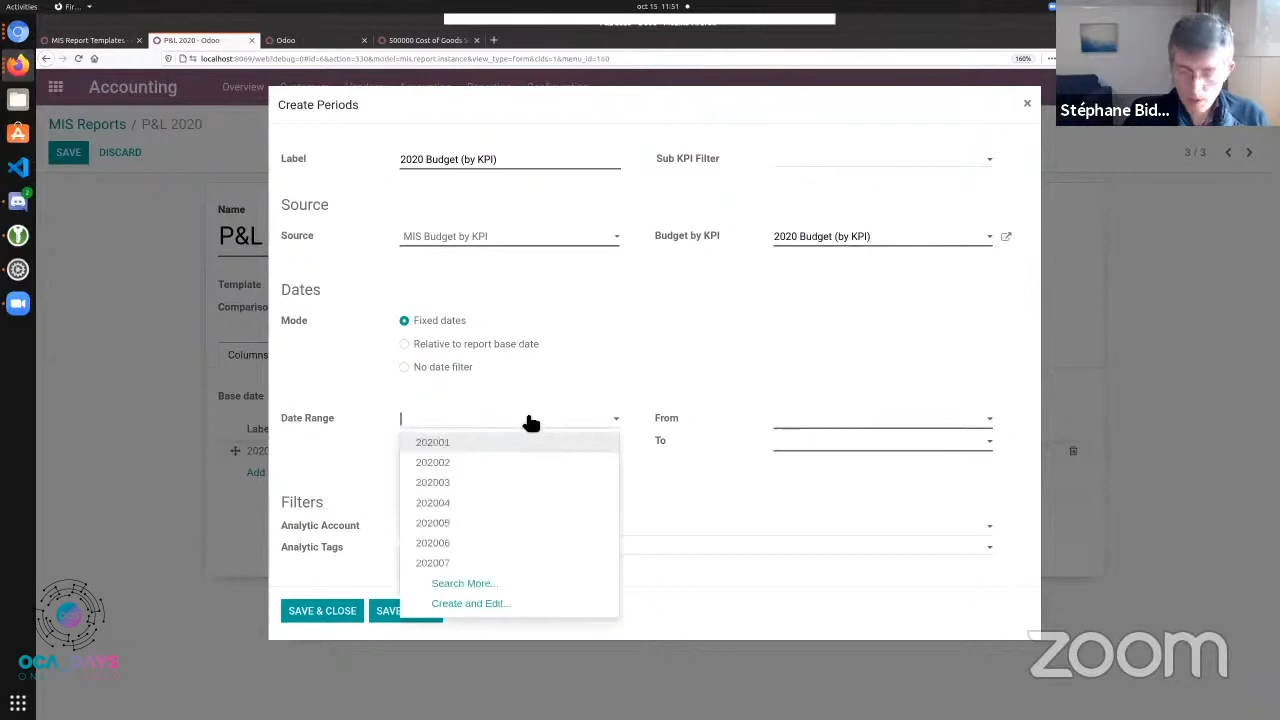 Activities
Fir...
oct 15 11:51
MIS Report Templates -
P&L 2020 - Odoo
Odoo
500000 Cost of Goods S
localhost:8069/web?debug=0#id=6&action=330&model=mis.report.instance&view_type=form&cids=1&menu_id=160
160%
Accounting
Overview
MIS Reports / P&L 2020
SAVE
DISCARD
3 / 3
Create Periods
Label
2020 Budget (by KPI)
Sub KPI Filter
Source
Source
MIS Budget by KPI
Budget by KPI
2020 Budget (by KPI)
Dates
Mode
Fixed dates
Relative to report base date
No date filter
Date Range
From
To
202001
202002
202003
202004
202005
202006
202007
Search More...
Create and Edit...
Filters
Analytic Account
Analytic Tags
SAVE & CLOSE
SAVE
Name
P&L
Template
Compariso
Columns
Base date
Labe
2020
Add
Stéphane Bid...
2
OCA DAYS
zoom